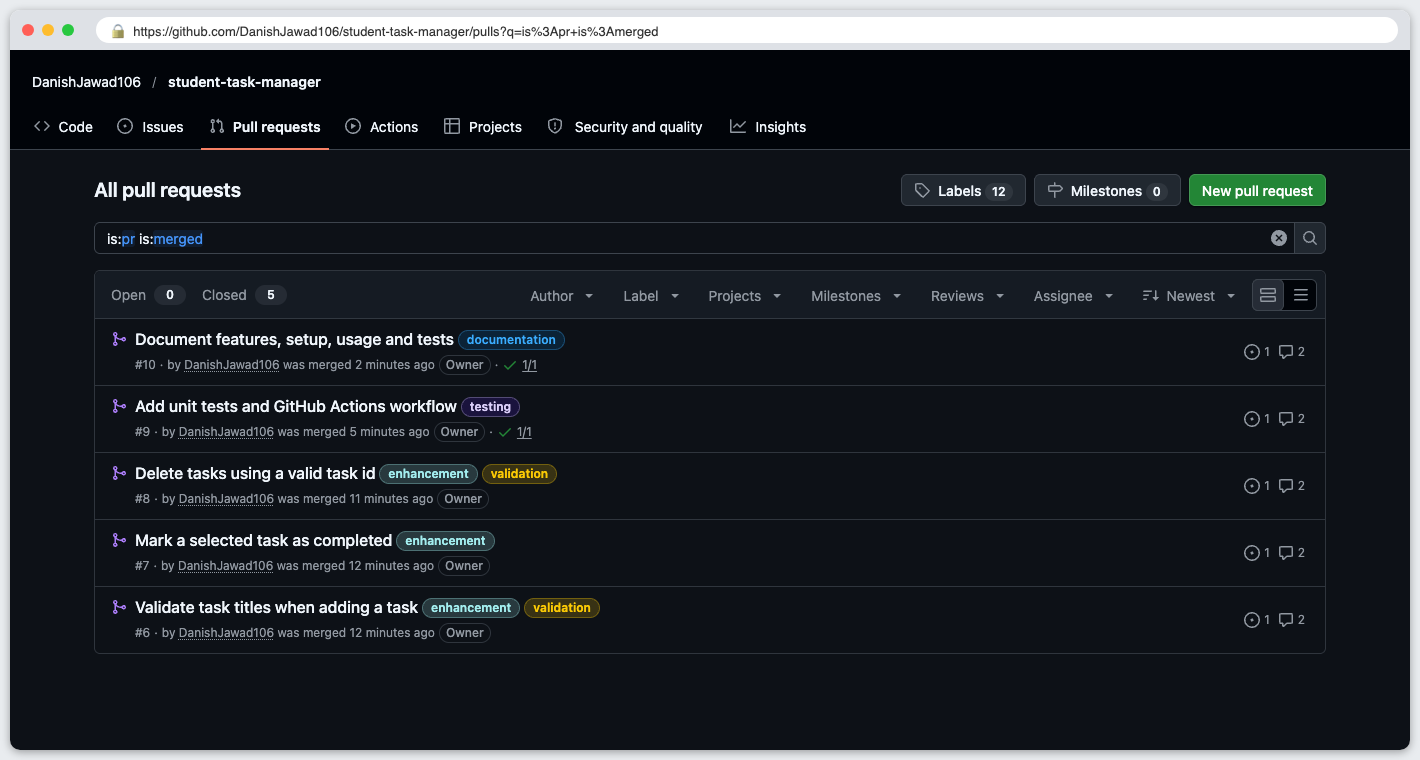 https://github.com/DanishJawad106/student-task-manager/pulls?q=is%3Apr+is%3Amerged
DanishJawad106 / student-task-manager
Code Issues Pull requests Actions Projects Security and quality Insights
All pull requests Labels 12 Milestones 0 New pull request
is:pr is:merged
Open 0 Closed 5 Author Label Projects Milestones Reviews Assignee Newest
Document features, setup, usage and tests documentation
#10 · by DanishJawad106 was merged 2 minutes ago Owner · 1/1
1 2
Add unit tests and GitHub Actions workflow testing
#9 · by DanishJawad106 was merged 5 minutes ago Owner · 1/1
1 2
Delete tasks using a valid task id enhancement validation
#8 · by DanishJawad106 was merged 11 minutes ago Owner
1 2
Mark a selected task as completed enhancement
#7 · by DanishJawad106 was merged 12 minutes ago Owner
1 2
Validate task titles when adding a task enhancement validation
#6 · by DanishJawad106 was merged 12 minutes ago Owner
1 2